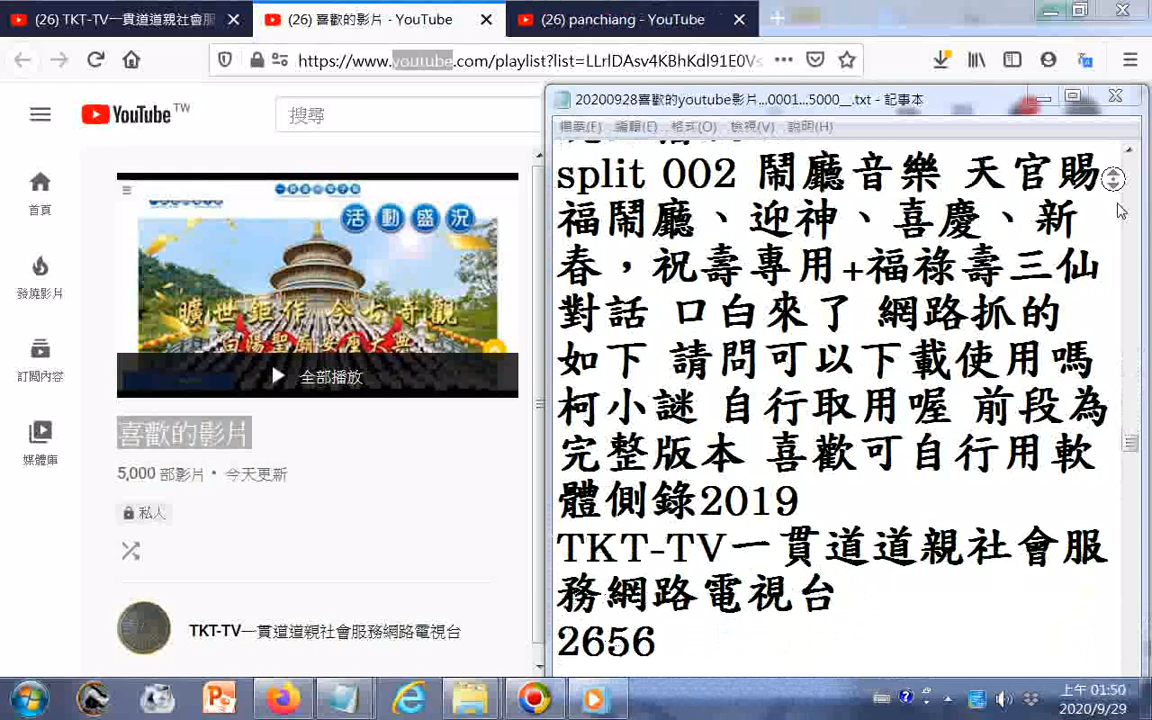 (26) TKT-TV一貫道道親社會服
(26) 喜歡的影片 - YouTube
(26) panchiang - YouTube
https://www.youtube.com/playlist?list=LLrlDAsv4KBhKdl91E0Vs
YouTube TW
搜尋
首頁
發燒影片
訂閱內容
媒體庫
活動盛況
曠世鉅作 今古奇觀
全部播放
喜歡的影片
5,000 部影片・ 今天更新
私人
TKT-TV一貫道道親社會服務網路電視台
20200928喜歡的youtube影片...0001...5000__.txt - 記事本
檔案(F) 編輯(E) 格式(O) 檢視(V) 說明(H)
split 002 鬧廳音樂 天官賜
福鬧廳、迎神、喜慶、新
春，祝壽專用+福祿壽三仙
對話 口白來了 網路抓的
如下 請問可以下載使用嗎
柯小謎 自行取用喔 前段為
完整版本 喜歡可自行用軟
體側錄2019
TKT-TV一貫道道親社會服
務網路電視台
2656
上午 01:50
2020/9/29